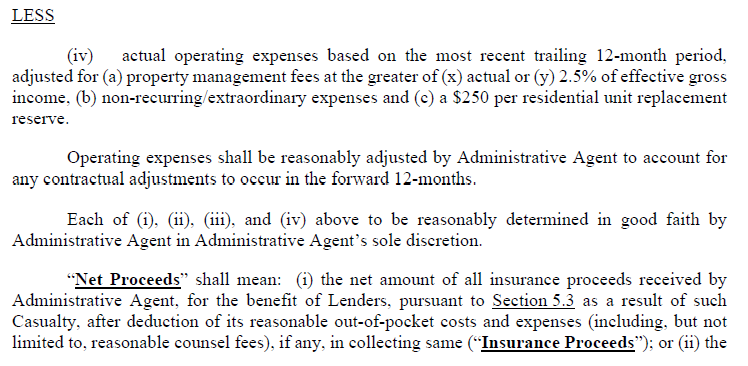 LESS
(iv) actual operating expenses based on the most recent trailing 12-month period,
adjusted for (a) property management fees at the greater of (x) actual or (y) 2.5% of effective gross
income, (b) non-recurring/extraordinary expenses and (c) a $250 per residential unit replacement
reserve.
Operating expenses shall be reasonably adjusted by Administrative Agent to account for
any contractual adjustments to occur in the forward 12-months.
Each of (i), (ii), (iii), and (iv) above to be reasonably determined in good faith by
Administrative Agent in Administrative Agent’s sole discretion.
“Net Proceeds” shall mean: (i) the net amount of all insurance proceeds received by
Administrative Agent, for the benefit of Lenders, pursuant to Section 5.3 as a result of such
Casualty, after deduction of its reasonable out-of-pocket costs and expenses (including, but not
limited to, reasonable counsel fees), if any, in collecting same (“Insurance Proceeds”); or (ii) the